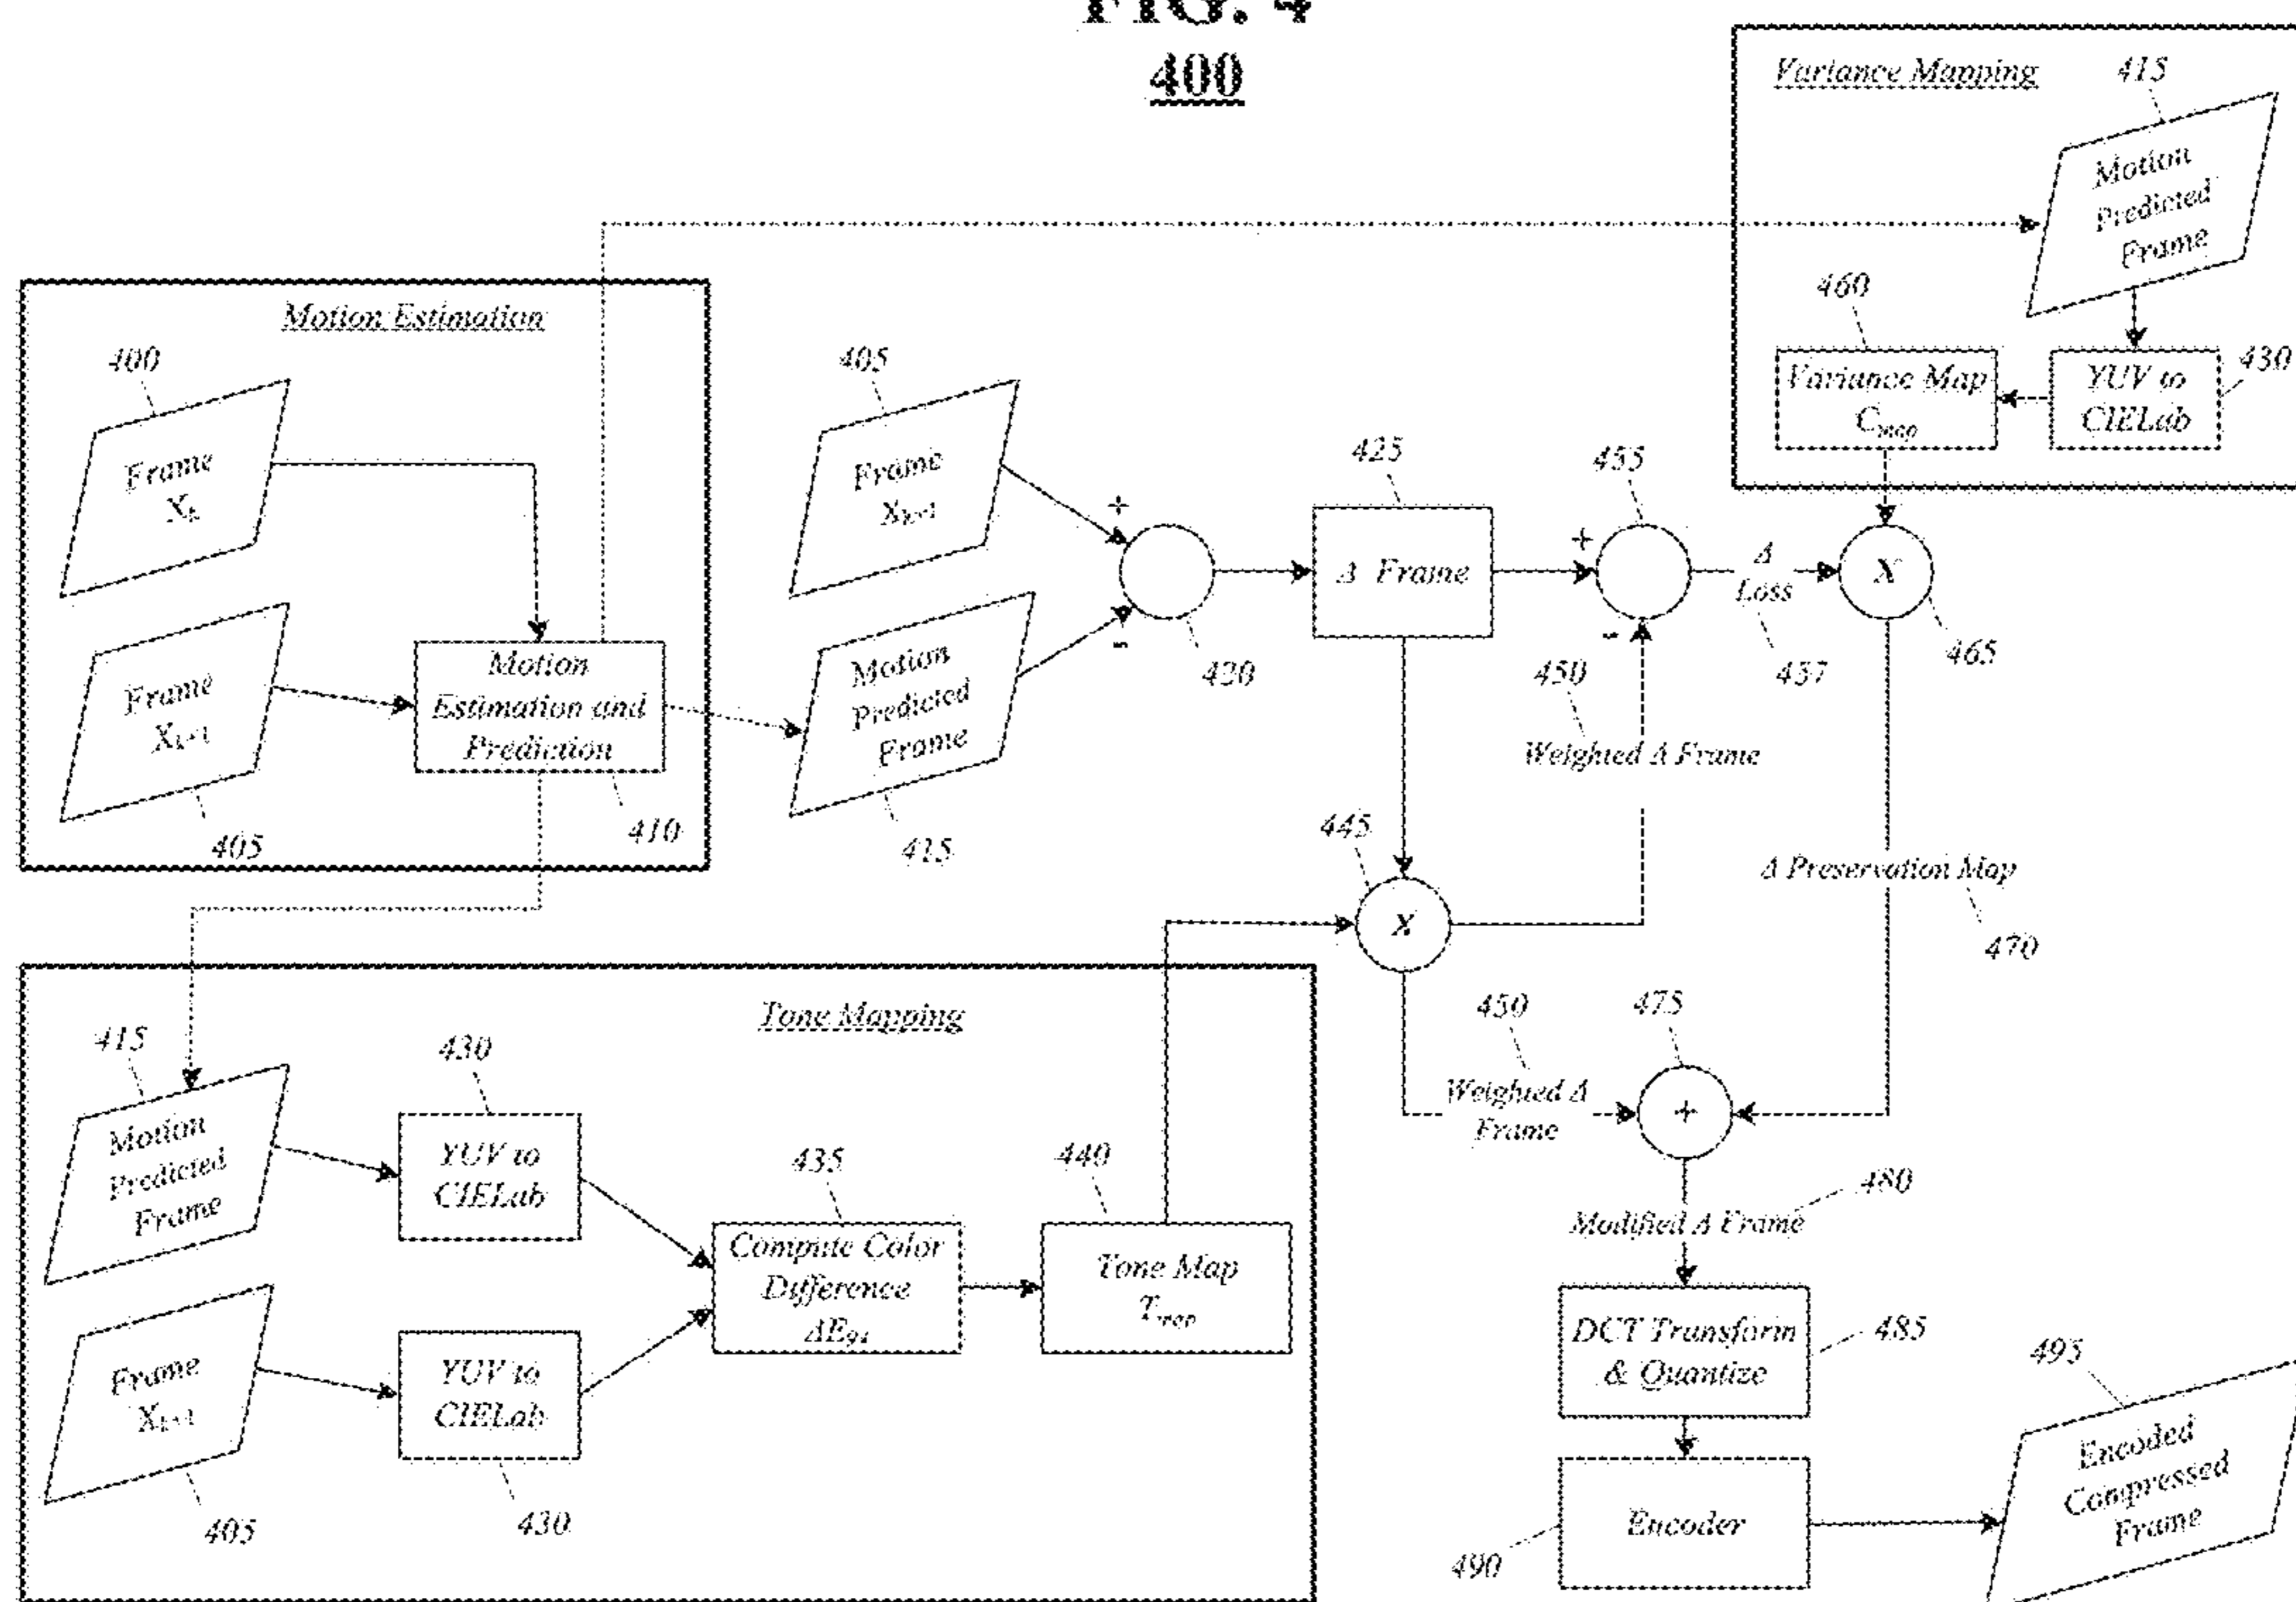 FIG. 4
400
Variance Mapping
415
Motion
Predicted
Frame
460
Variance Map
Cmap
YUV to
CIELab
430
Motion Estimation
400
Frame
Xk
Frame
Xk+1
405
Motion
Estimation and
Prediction
410
405
Frame
Xk+1
Motion
Predicted
Frame
415
+
-
420
425
Δ Frame
455
+
-
Δ
Loss
457
X
465
450
Weighted Δ Frame
445
X
Δ Preservation Map
470
Tone Mapping
415
Motion
Predicted
Frame
430
YUV to
CIELab
Frame
Xk+1
405
YUV to
CIELab
430
435
Compute Color
Difference
ΔE94
440
Tone Map
Tmap
450
Weighted Δ
Frame
475
+
480
Modified Δ Frame
DCT Transform
& Quantize
485
Encoder
490
495
Encoded
Compressed
Frame